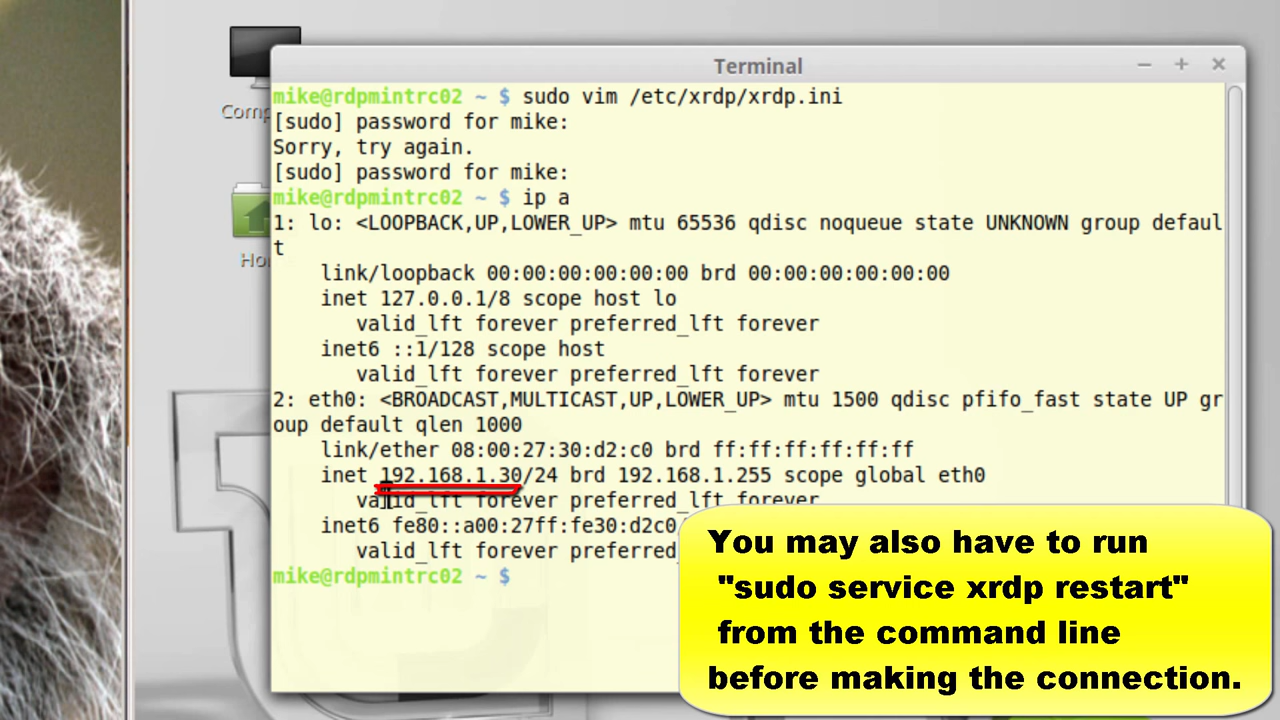 Terminal
mike@rdpmintrc02 ~ $ sudo vim /etc/xrdp/xrdp.ini
[sudo] password for mike:
Sorry, try again.
[sudo] password for mike:
mike@rdpmintrc02 ~ $ ip a
1: lo: <LOOPBACK,UP,LOWER_UP> mtu 65536 qdisc noqueue state UNKNOWN group defaul
t
link/loopback 00:00:00:00:00:00 brd 00:00:00:00:00:00
inet 127.0.0.1/8 scope host lo
valid_lft forever preferred_lft forever
inet6 ::1/128 scope host
valid_lft forever preferred_lft forever
2: eth0: <BROADCAST,MULTICAST,UP,LOWER_UP> mtu 1500 qdisc pfifo_fast state UP gr
oup default qlen 1000
link/ether 08:00:27:30:d2:c0 brd ff:ff:ff:ff:ff:ff
inet 192.168.1.30/24 brd 192.168.1.255 scope global eth0
valid_lft forever preferred_lft forever
inet6 fe80::a00:27ff:fe30:d2c0
valid_lft forever preferred_
mike@rdpmintrc02 ~ $
You may also have to run
"sudo service xrdp restart"
from the command line
before making the connection.